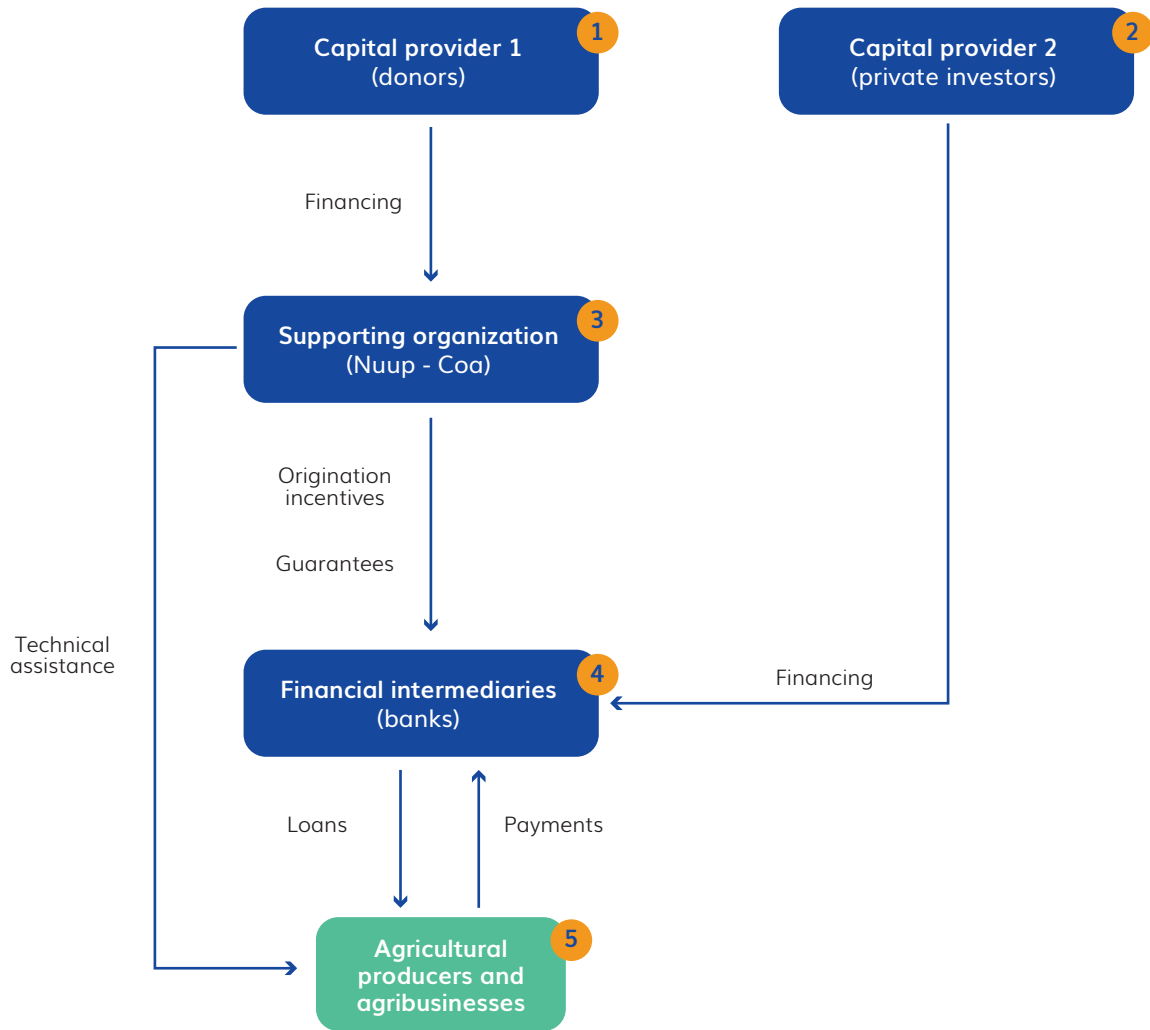 Capital provider 1
(donors)
1
Capital provider 2
(private investors)
2
Financing
Supporting organization
(Nuup - Coa)
3
Origination
incentives
Guarantees
Technical
assistance
Financial intermediaries
(banks)
4
Financing
Loans
Payments
Agricultural
producers and
agribusinesses
5